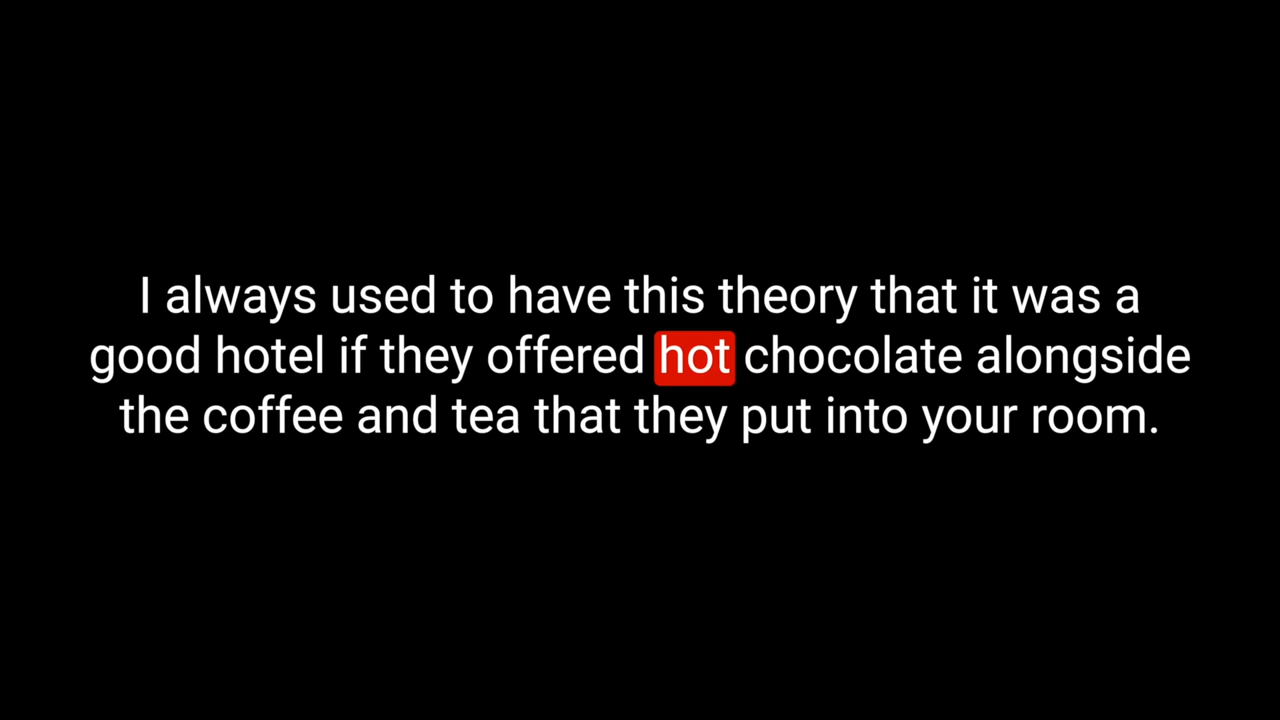 I always used to have this theory that it was a
good hotel if they offered hot chocolate alongside
the coffee and tea that they put into your room.